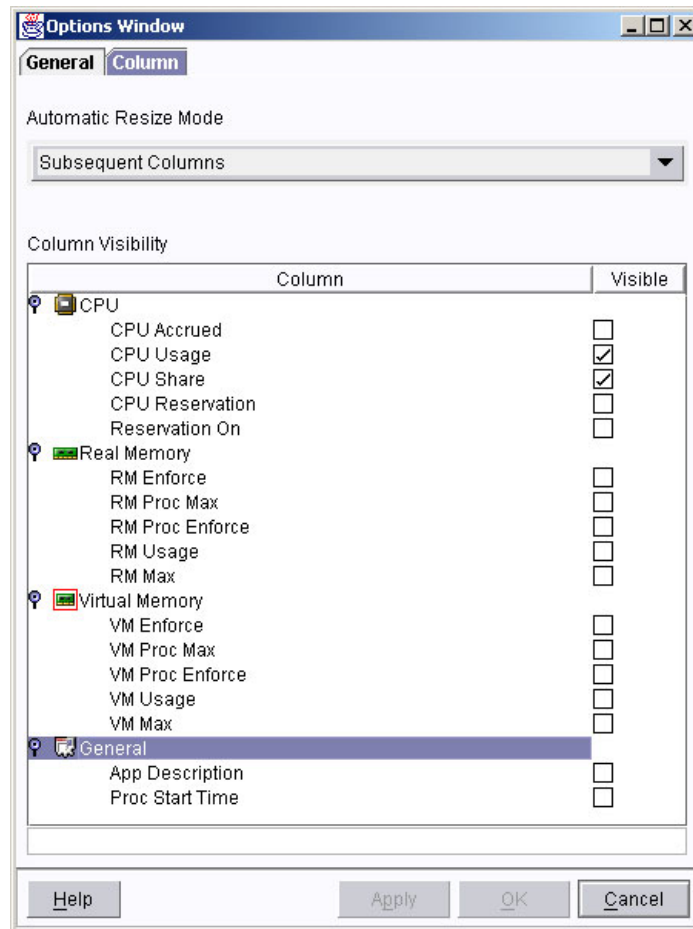 Options Window
General Column
Automatic Resize Mode
Subsequent Columns
Column Visibility
Column Visible
CPU
CPU Accrued
CPU Usage
CPU Share
CPU Reservation
Reservation On
Real Memory
RM Enforce
RM Proc Max
RM Proc Enforce
RM Usage
RM Max
Virtual Memory
VM Enforce
VM Proc Max
VM Proc Enforce
VM Usage
VM Max
General
App Description
Proc Start Time
Help Apply OK Cancel